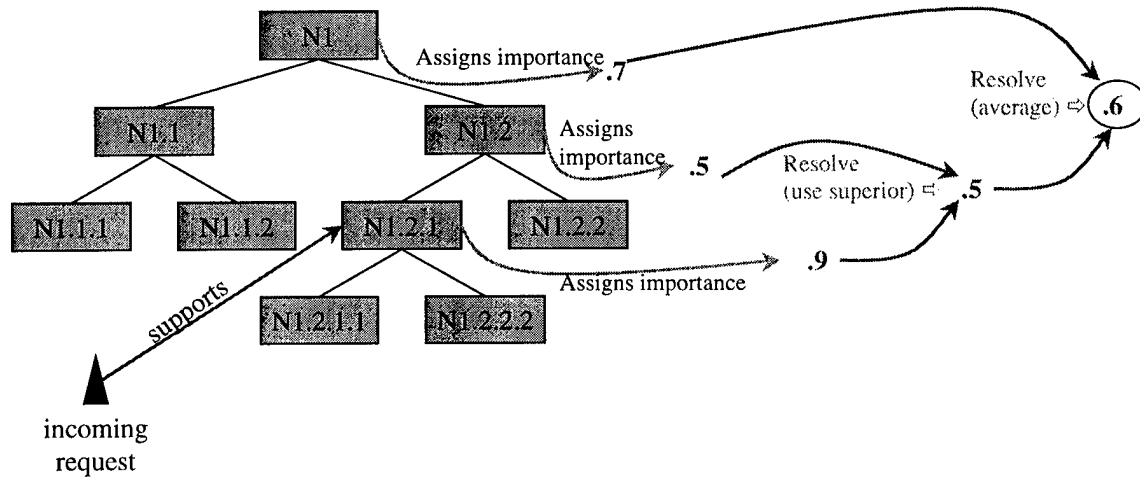 N1
Assigns importance
.7
Resolve
(average) ⇨
.6
N1.1
N1.2
Assigns
importance
.5
Resolve
(use superior) ⇨
.5
N1.1.1
N1.1.2
N1.2.1
N1.2.2
.9
Assigns importance
supports
N1.2.1.1
N1.2.2.2
incoming
request